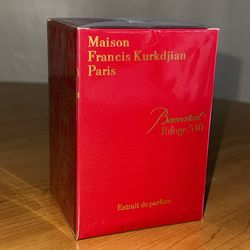 Maison
Francis Kurkdjian
Paris
Baccarat
Rouge 540
Extrait de parfum